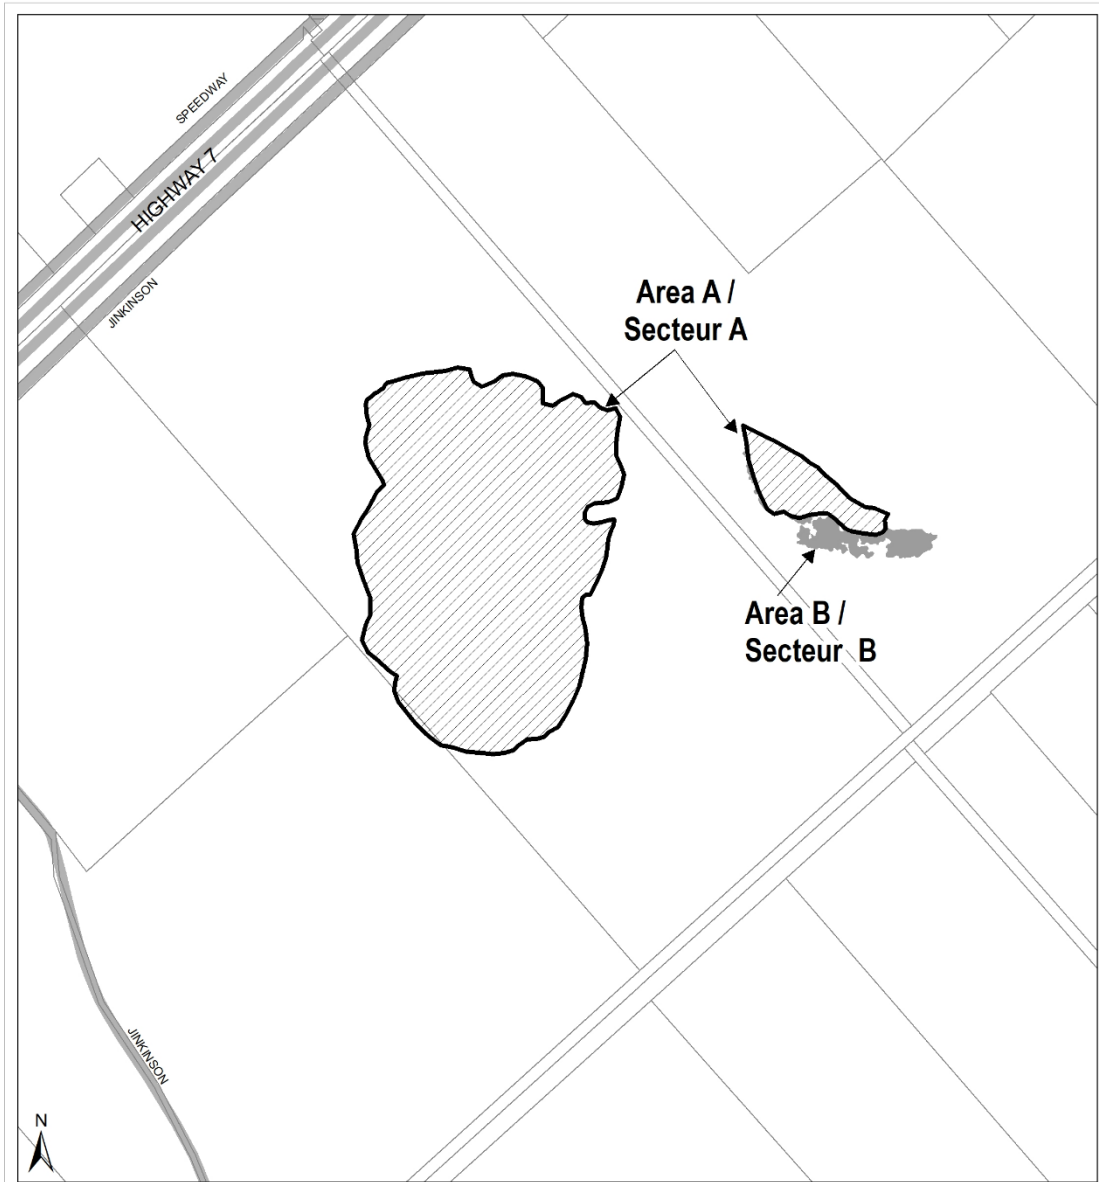 SPEEDWAY
HIGHWAY 7
JINKINSON
Area A /
Secteur A
Area B /
Secteur B
JINKINSON
N